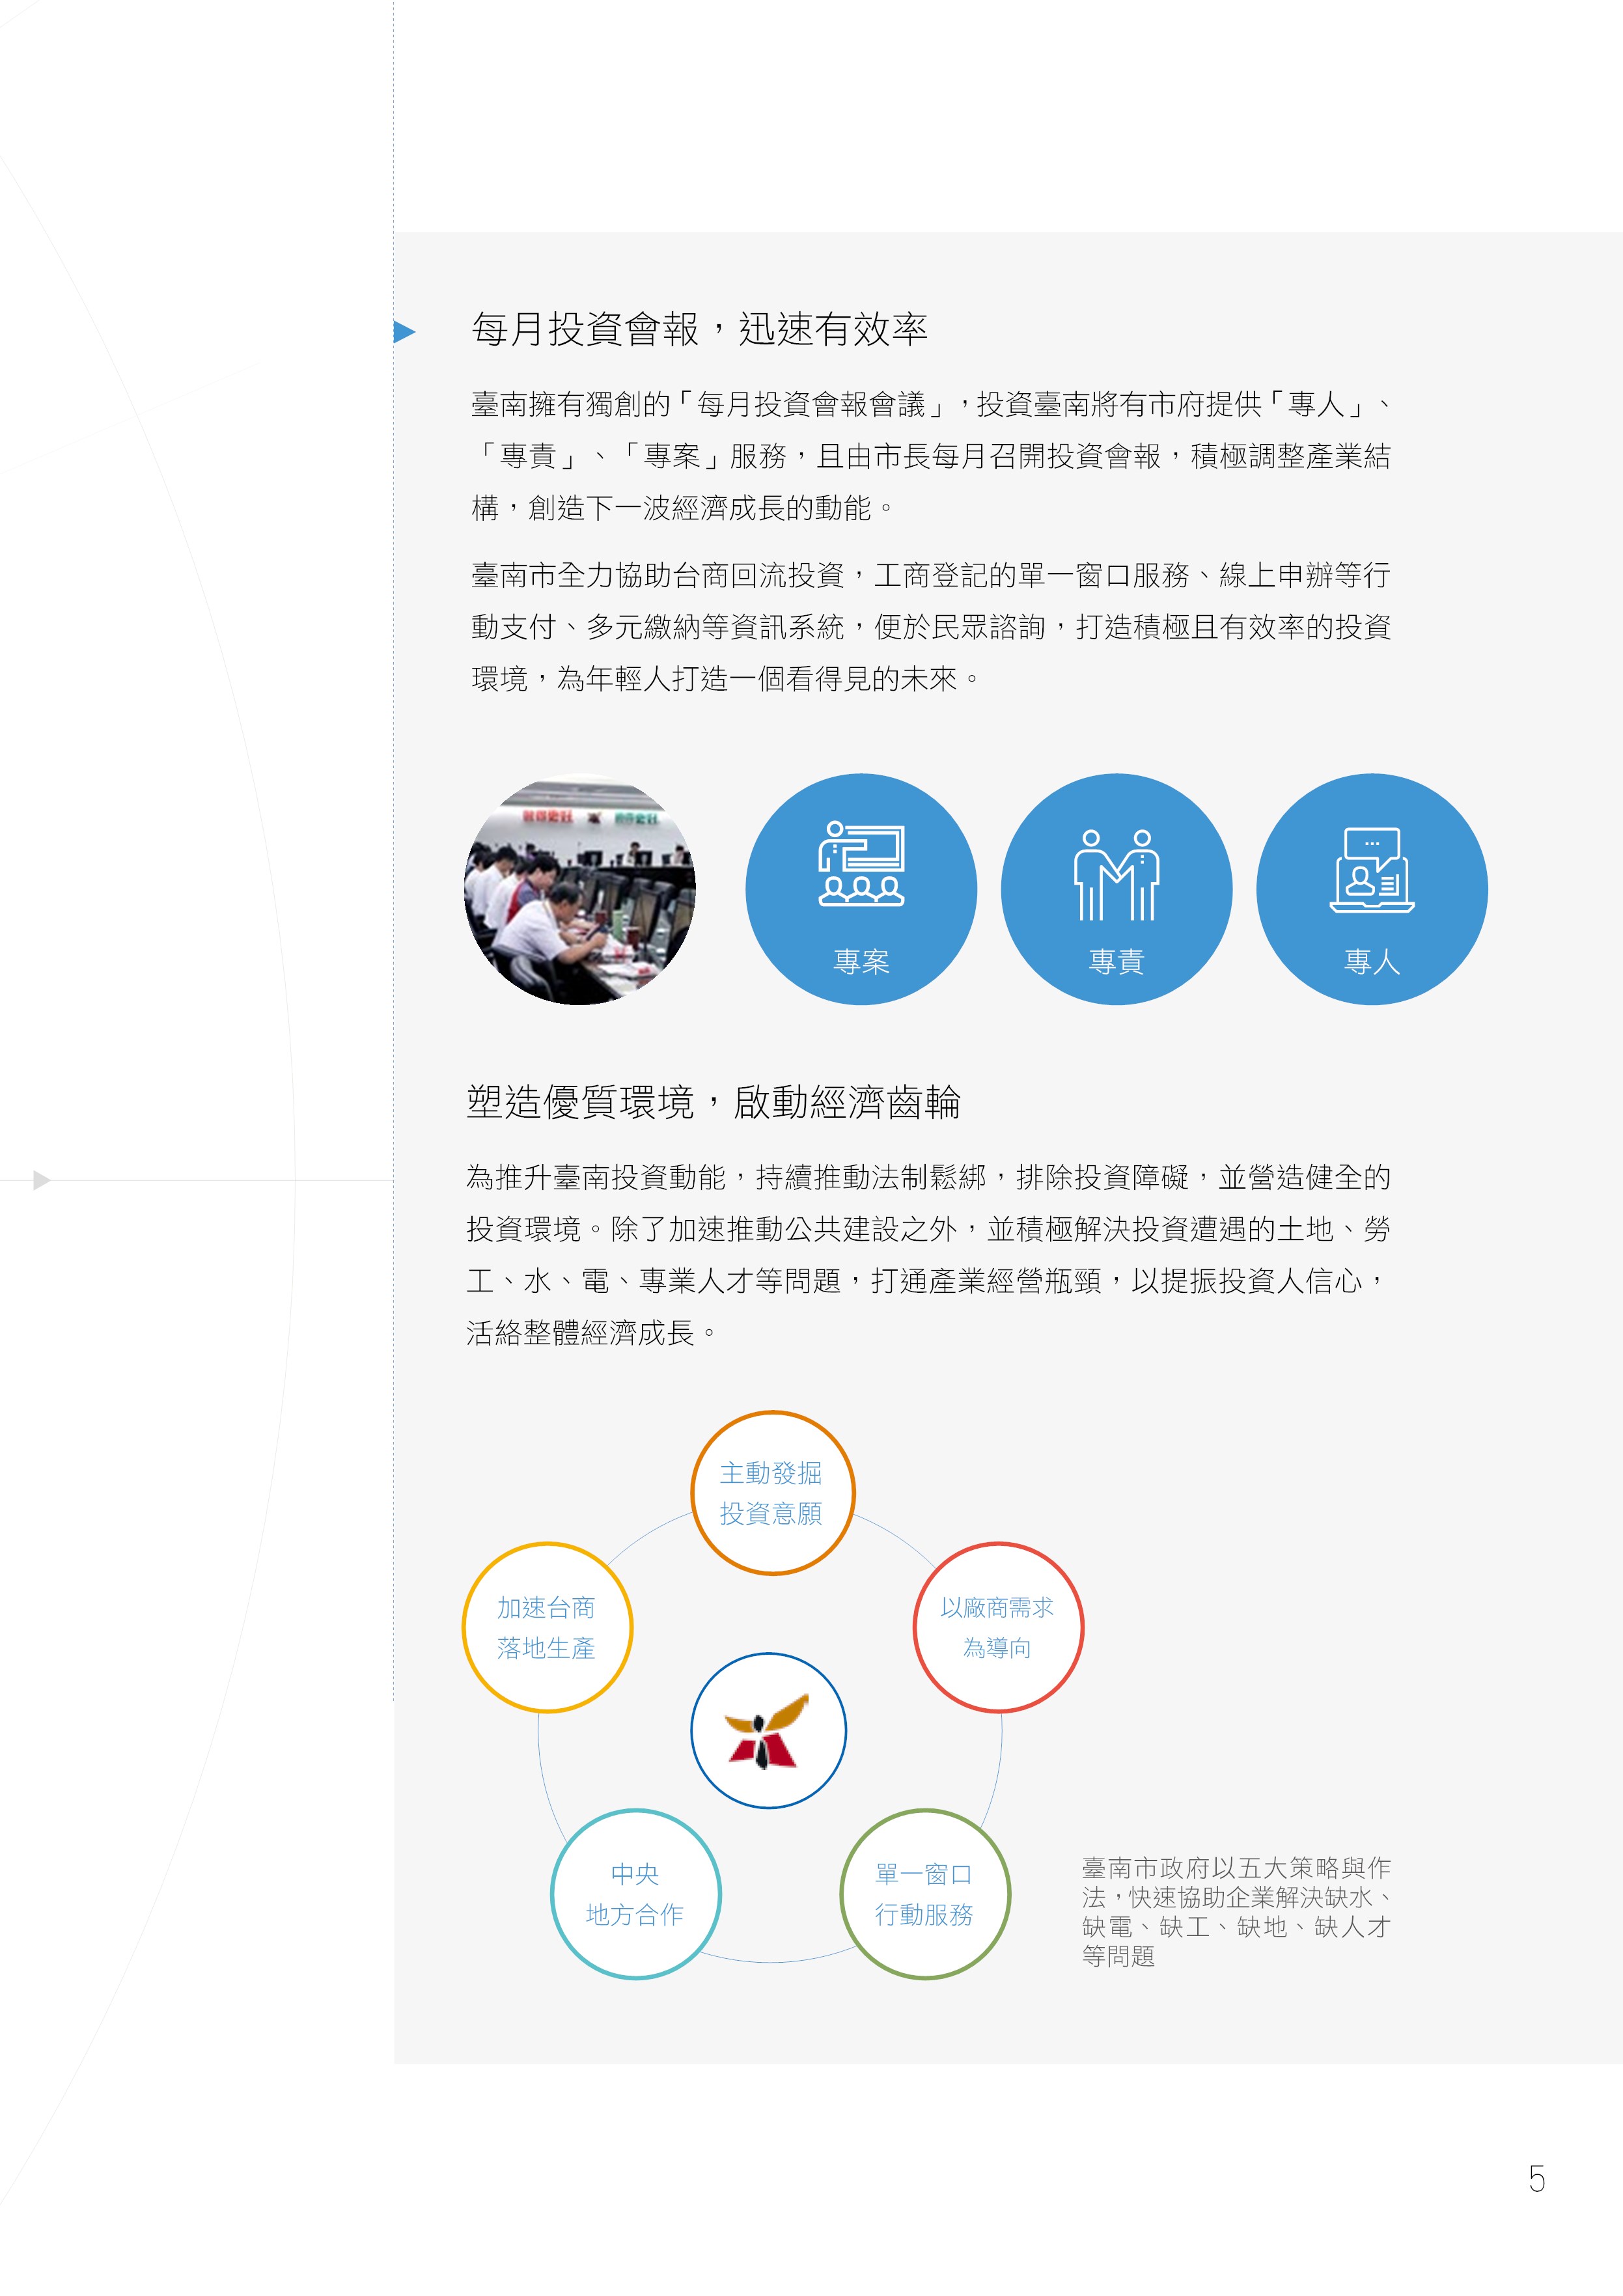 每月投資會報，迅速有效率
臺南擁有獨創的「每月投資會報會議」，投資臺南將有市府提供「專人」、
「專責」、「專案」服務，且由市長每月召開投資會報，積極調整產業結
構，創造下一波經濟成長的動能。
臺南市全力協助台商回流投資，工商登記的單一窗口服務、線上申辦等行
動支付、多元繳納等資訊系統，便於民眾諮詢，打造積極且有效率的投資
環境，為年輕人打造一個看得見的未來。
專案
專責
專人
塑造優質環境，啟動經濟齒輪
為推升臺南投資動能，持續推動法制鬆綁，排除投資障礙，並營造健全的
投資環境。除了加速推動公共建設之外，並積極解決投資遭遇的土地、勞
工、水、電、專業人才等問題，打通產業經營瓶頸，以提振投資人信心，
活絡整體經濟成長。
主動發掘
投資意願
加速台商
落地生產
以廠商需求
為導向
中央
地方合作
單一窗口
行動服務
臺南市政府以五大策略與作
法，快速協助企業解決缺水、
缺電、缺工、缺地、缺人才
等問題
5